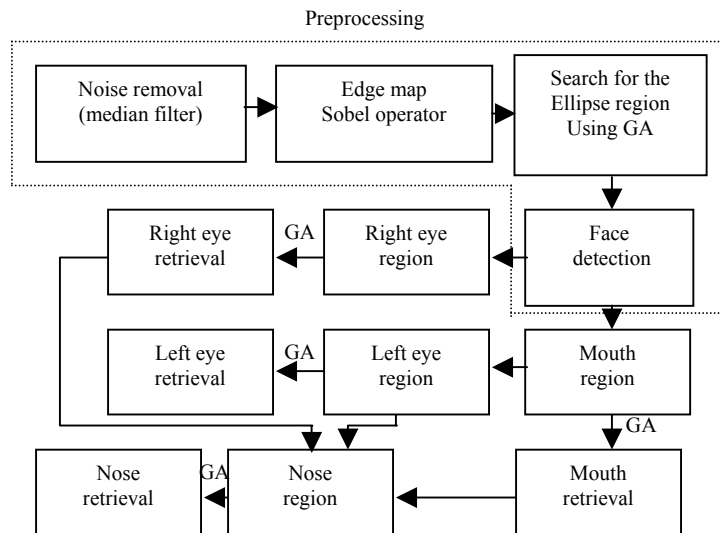 Preprocessing
Noise removal
(median filter)
Edge map
Sobel operator
Search for the
Ellipse region
Using GA
Right eye
retrieval
GA
Right eye
region
Face
detection
Left eye
retrieval
GA
Left eye
region
Mouth
region
GA
Nose
retrieval
GA
Nose
region
Mouth
retrieval